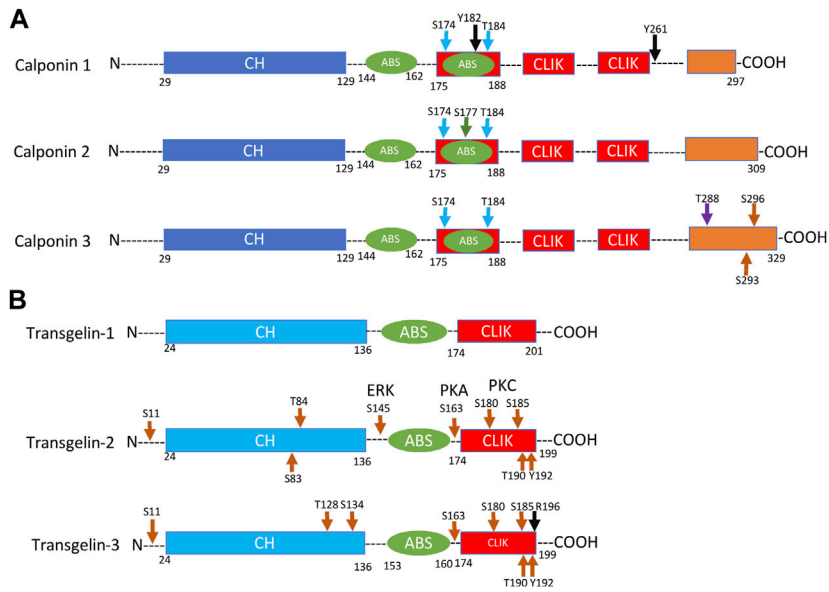 A
Y182
S174 T184
Y261
Calponin 1 N CH ABS ABS CLIK CLIK COOH
29 129 144 162 175 188 297
S174 S177 T184
Calponin 2 N CH ABS ABS CLIK CLIK COOH
29 129 144 162 175 188 309
S174 T184 T288 S296
Calponin 3 N CH ABS ABS CLIK CLIK COOH
29 129 144 162 175 188 329
S293
B
Transgelin-1 N CH ABS CLIK COOH
24 136 174 201
ERK PKA PKC
S11 T84 S145 S163 S180 S185
Transgelin-2 N CH ABS CLIK COOH
24 136 174 199
S83 T190 Y192
S11 T128 S134 S163 S180 S185 R196
Transgelin-3 N CH ABS CLIK COOH
24 136 153 160 174 199
T190 Y192